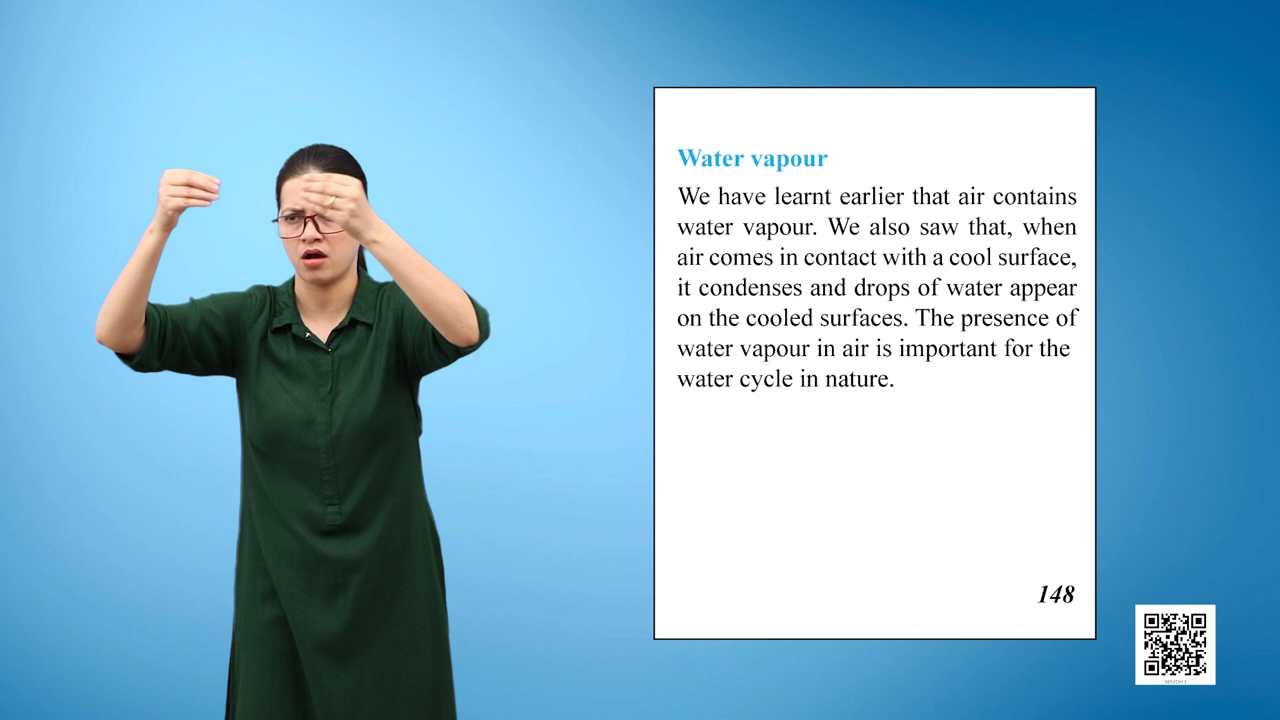 Water vapour
We have learnt earlier that air contains
water vapour. We also saw that, when
air comes in contact with a cool surface,
it condenses and drops of water appear
on the cooled surfaces. The presence of
water vapour in air is important for the
water cycle in nature.
148